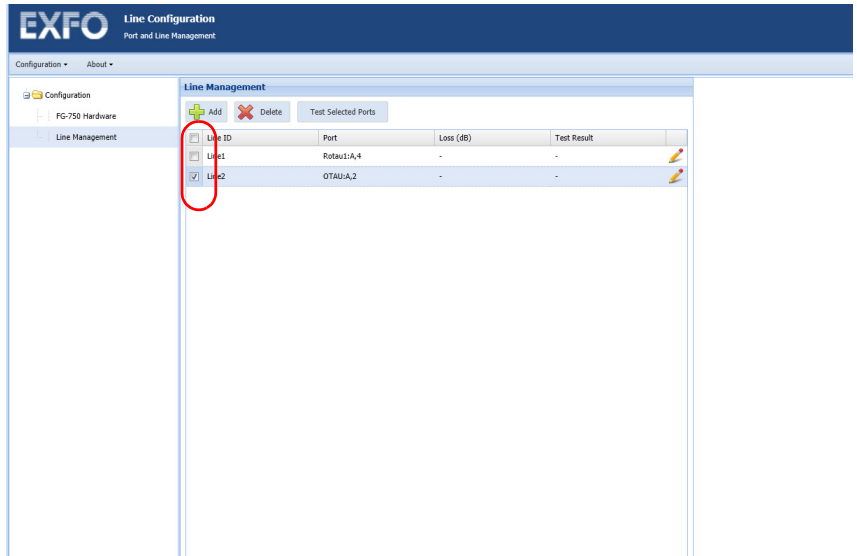 EXFO
Line Configuration
Port and Line Management
Configuration
About
Configuration
FG-750 Hardware
Line Management
Line Management
Add
Delete
Test Selected Ports
Line ID Port Loss (dB) Test Result
Line1 Rotau1:A,4 - -
Line2 OTAU:A,2 - -